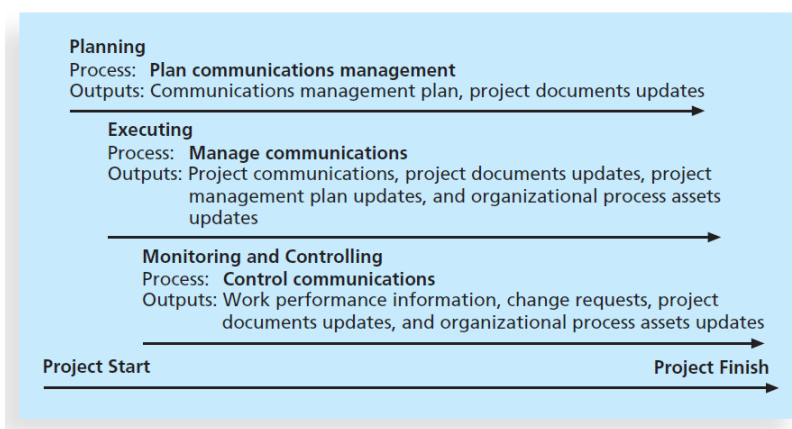 Planning
Process: Plan communications management
Outputs: Communications management plan, project documents updates
Executing
Process: Manage communications
Outputs: Project communications, project documents updates, project
management plan updates, and organizational process assets
updates
Monitoring and Controlling
Process: Control communications
Outputs: Work performance information, change requests, project
documents updates, and organizational process assets updates
Project Start Project Finish